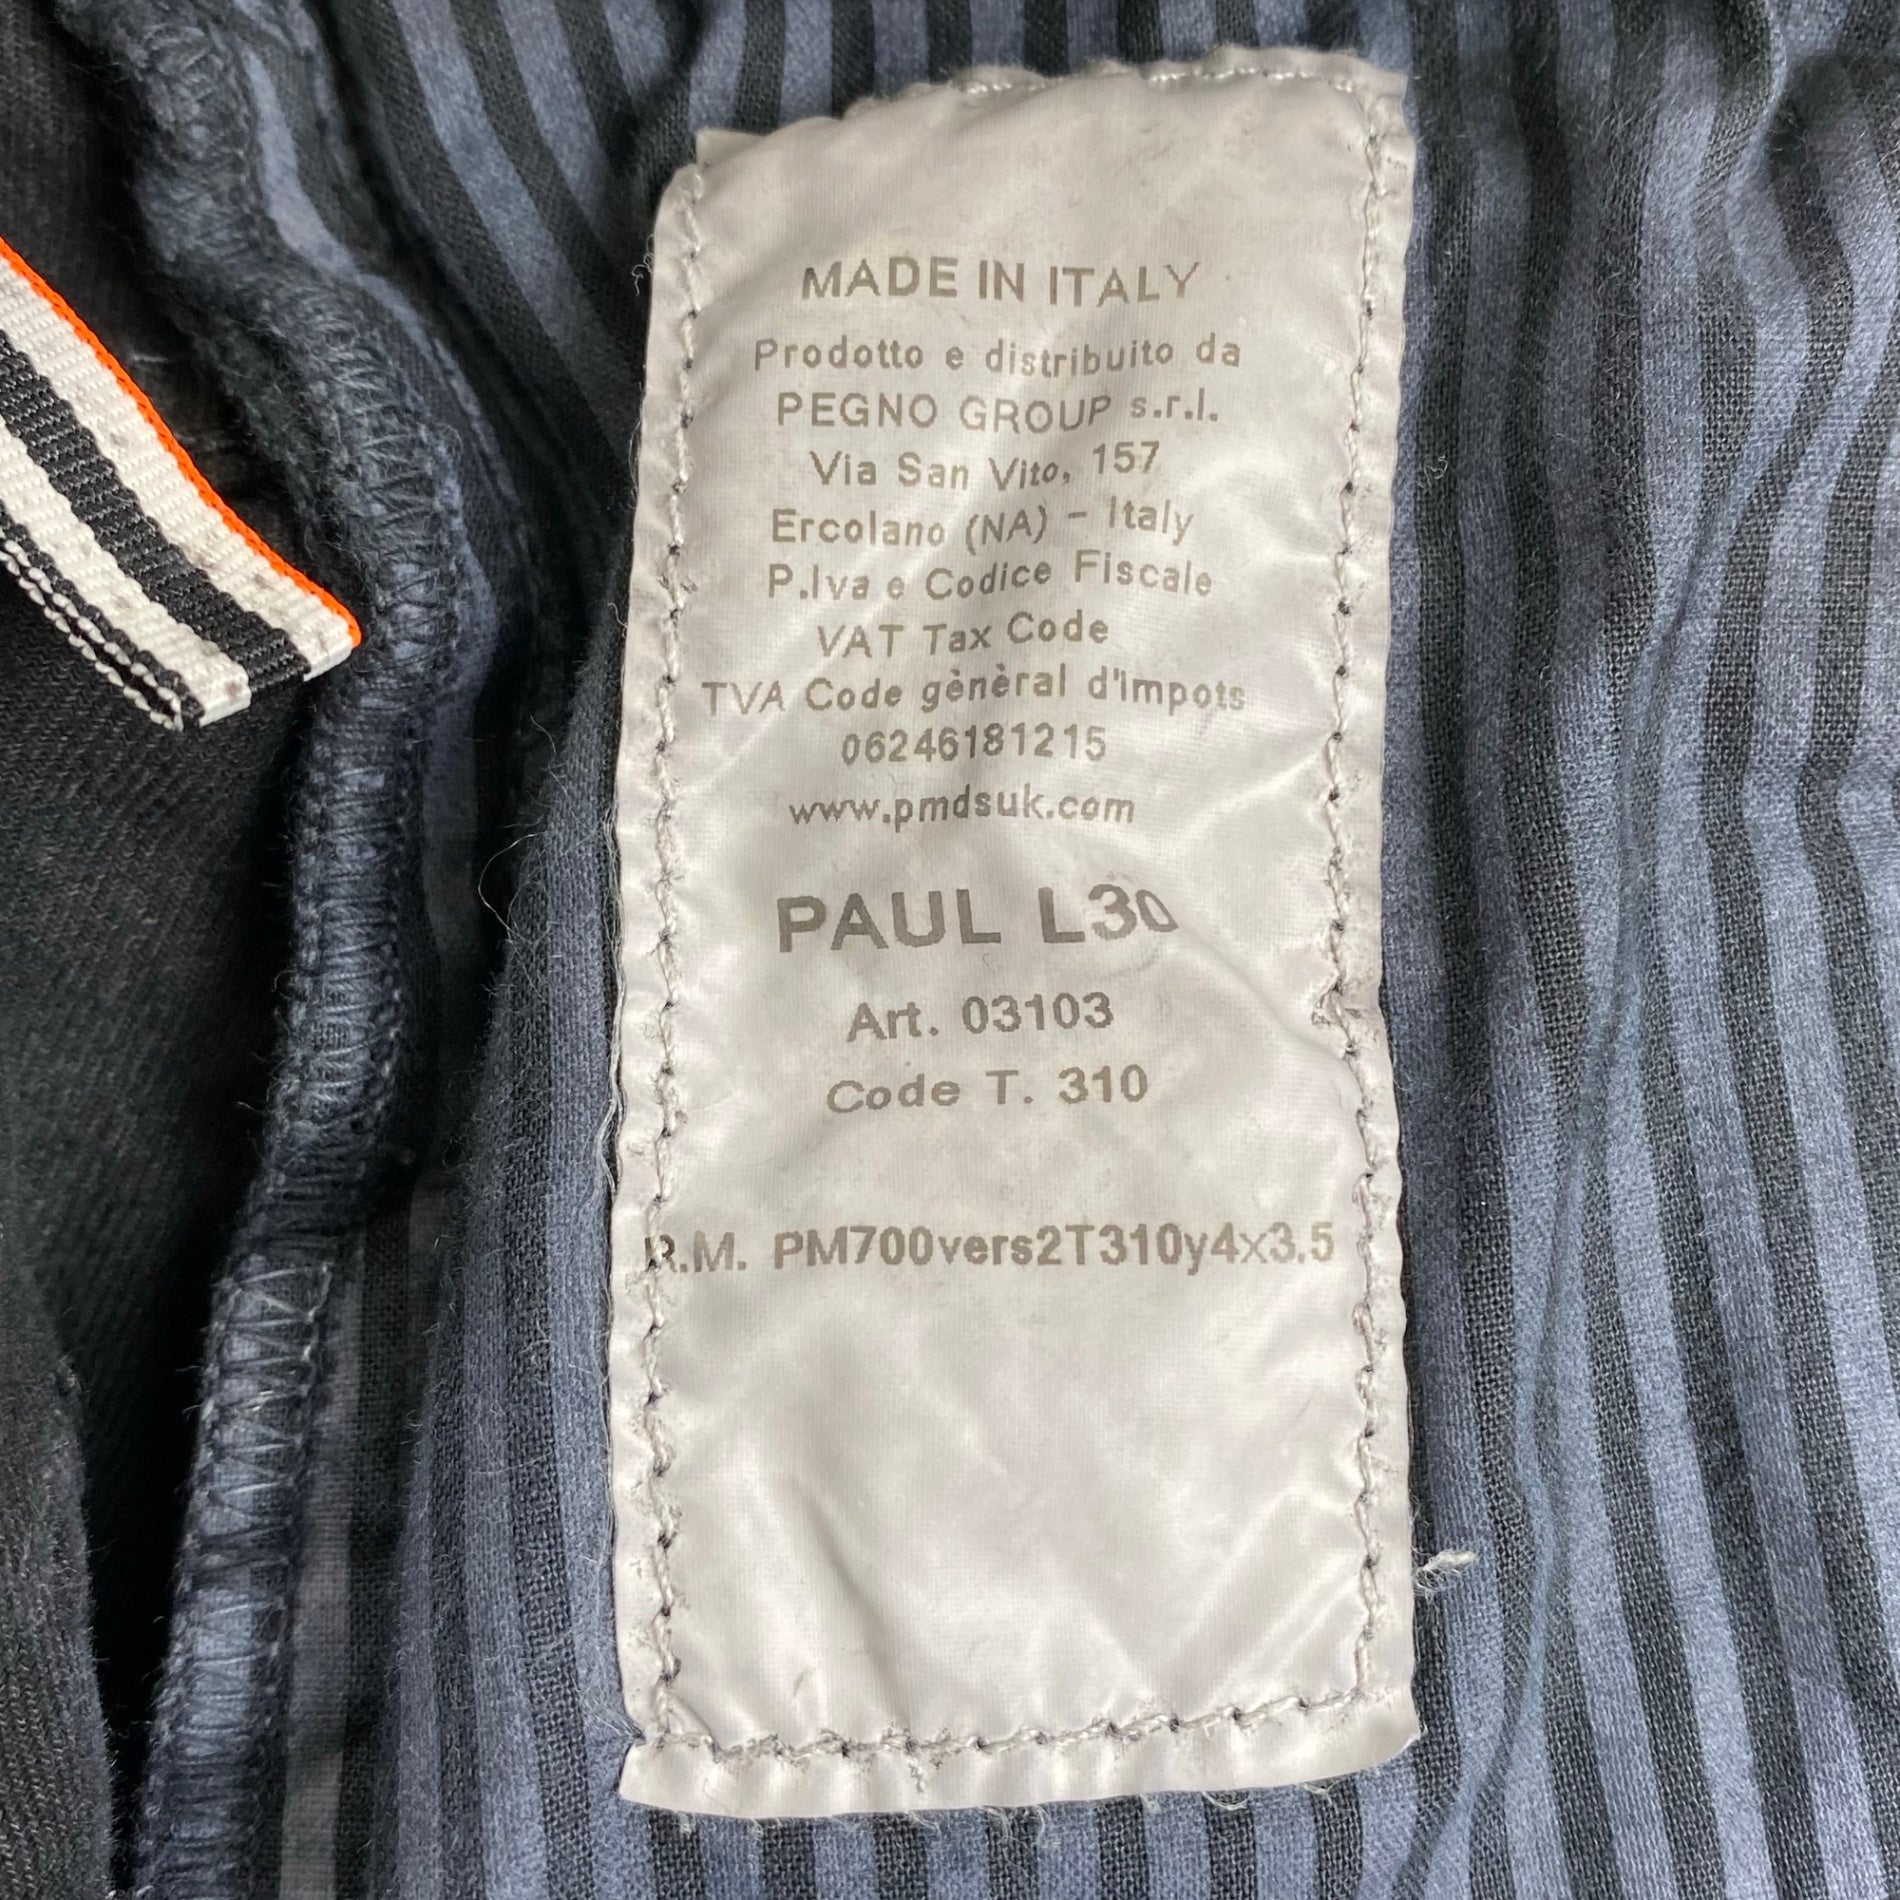 MADE IN ITALY
Prodotto e distribuito da
PEGNO GROUP s.r.l.
Via San Vito, 157
Ercolano (NA) - Italy
P.Iva e Codice Fiscale
VAT Tax Code
TVA Code gènèral d'impots
06246181215
www.pmdsuk.com
PAUL L30
Art. 03103
Code T. 310
R.M. PM700vers2T310y4x3.5